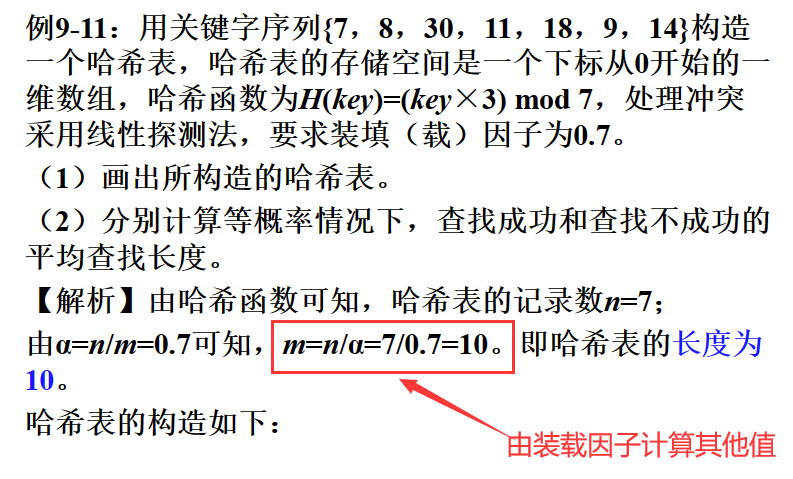 例9-11：用关键字序列{7，8，30，11，18，9，14}构造
一个哈希表，哈希表的存储空间是一个下标从0开始的一
维数组，哈希函数为H(key)=(key×3) mod 7，处理冲突
采用线性探测法，要求装填（载）因子为0.7。
（1）画出所构造的哈希表。
（2）分别计算等概率情况下，查找成功和查找不成功的
平均查找长度。
【解析】由哈希函数可知，哈希表的记录数n=7；
由α=n/m=0.7可知，m=n/α=7/0.7=10。即哈希表的长度为
10。
哈希表的构造如下：
由装载因子计算其他值